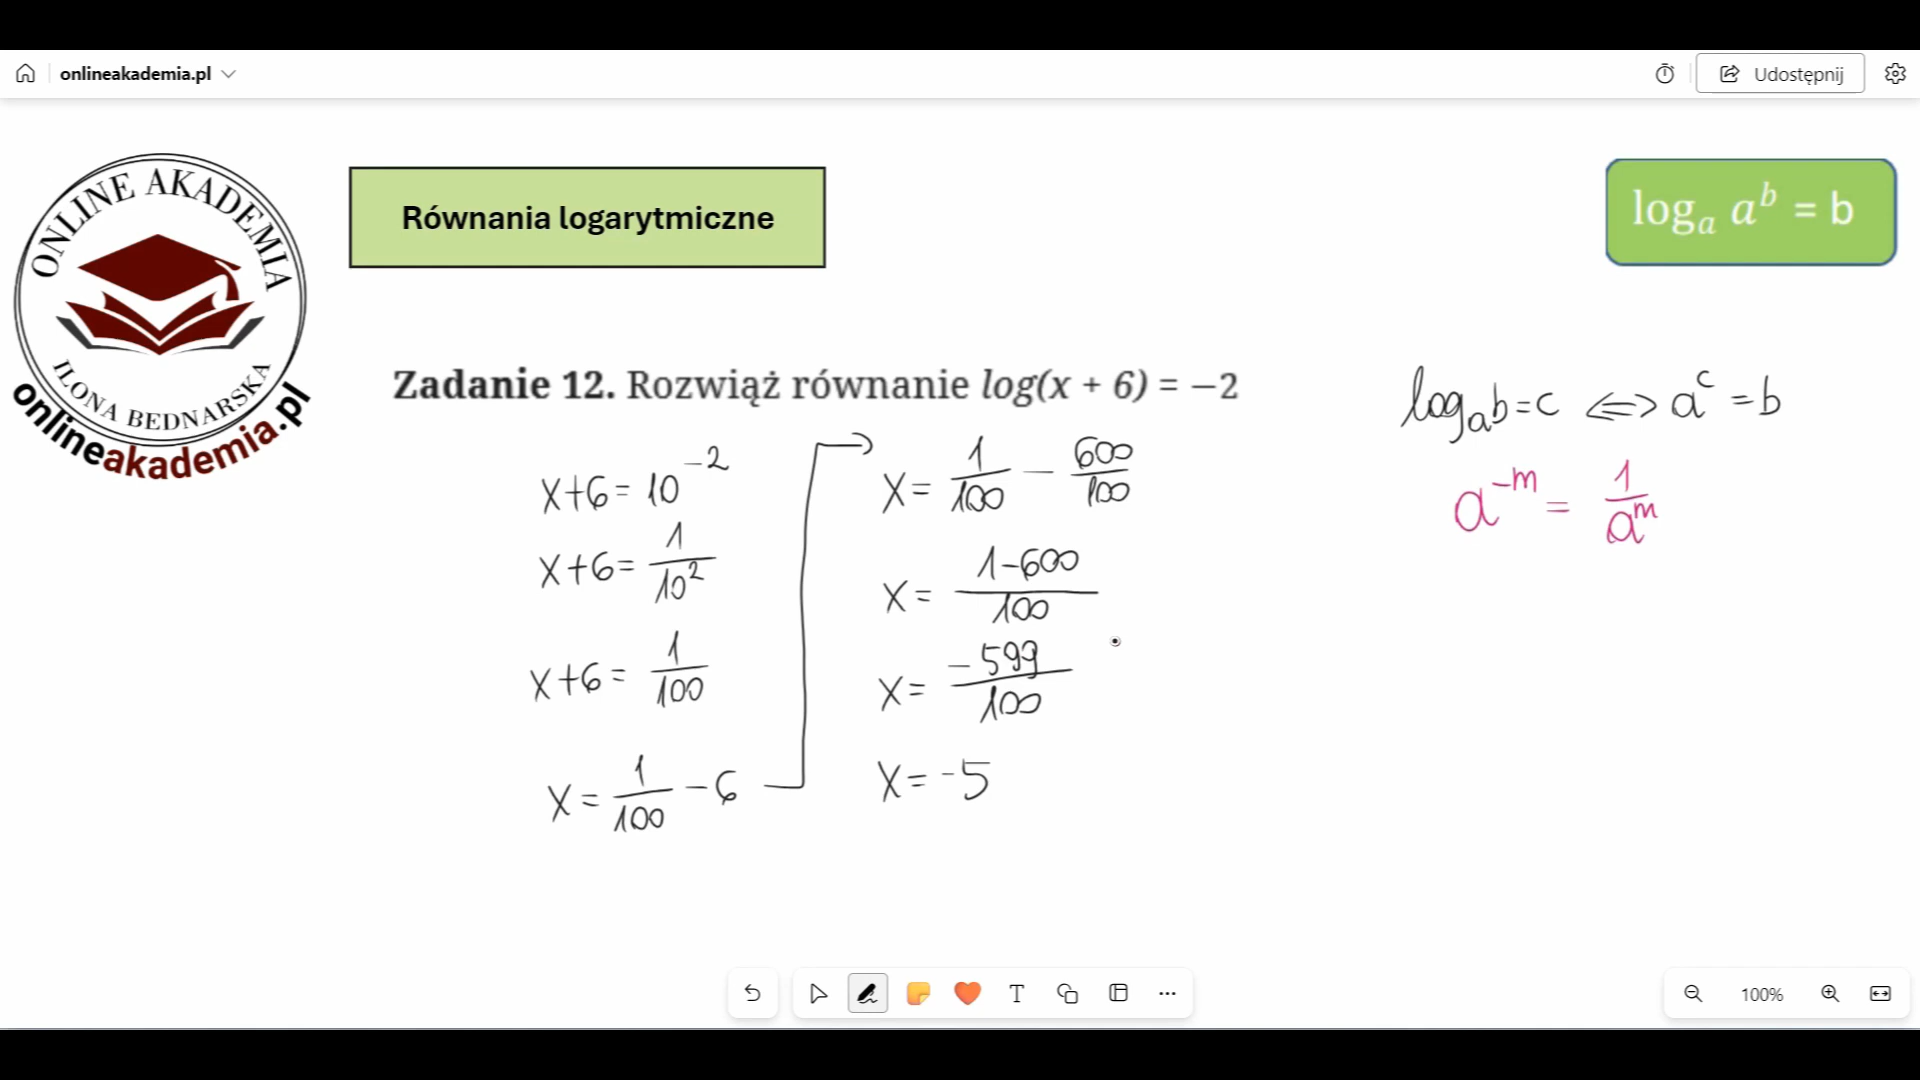 onlineakademia.pl
Udostępnij
ONLINE AKADEMIA
ILONA BEDNARSKA
onlineakademia.pl
Równania logarytmiczne
logₐ aᵇ = b
Zadanie 12. Rozwiąż równanie log(x + 6) = −2
x+6 = 10⁻²
x+6 = 1/10²
x+6 = 1/100
x = 1/100 - 6
x = 1/100 - 600/100
x = (1-600)/100
x = -599/100
x = -5
logₐb = c ⟺ aᶜ = b
a⁻ᵐ = 1/aᵐ
100%